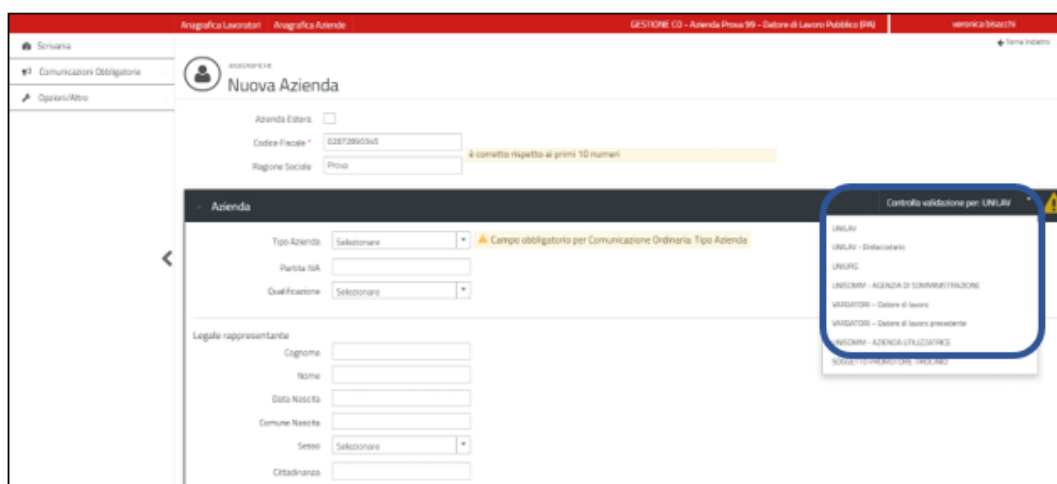 Anagrafica Lavoratori Anagrafica Aziende GESTIONE CO - Azienda Prova 99 - Datore di Lavoro Pubblico (PA) veronica bisacchi
Torna Indietro
Scrivania
Comunicazioni Obbligatorie
Opzioni/Altro
ANAGRAFICHE
Nuova Azienda
Azienda Estera
Codice Fiscale * 02872890345
è corretto rispetto ai primi 10 numeri
Ragione Sociale Prova
- Azienda Controlla validazione per: UNILAV
Tipo Azienda Selezionare Campo obbligatorio per Comunicazione Ordinaria: Tipo Azienda
Partita IVA
Qualificazione Selezionare
UNILAV
UNILAV - Distaccatario
UNIURG
UNISOMM - AGENZIA DI SOMMINISTRAZIONE
VARDATORI - Datore di lavoro
VARDATORI - Datore di lavoro precedente
UNISOMM - AZIENDA UTILIZZATRICE
SOGGETTO PROMOTORE TIROCINIO
Legale rappresentante
Cognome
Nome
Data Nascita
Comune Nascita
Sesso Selezionare
Cittadinanza